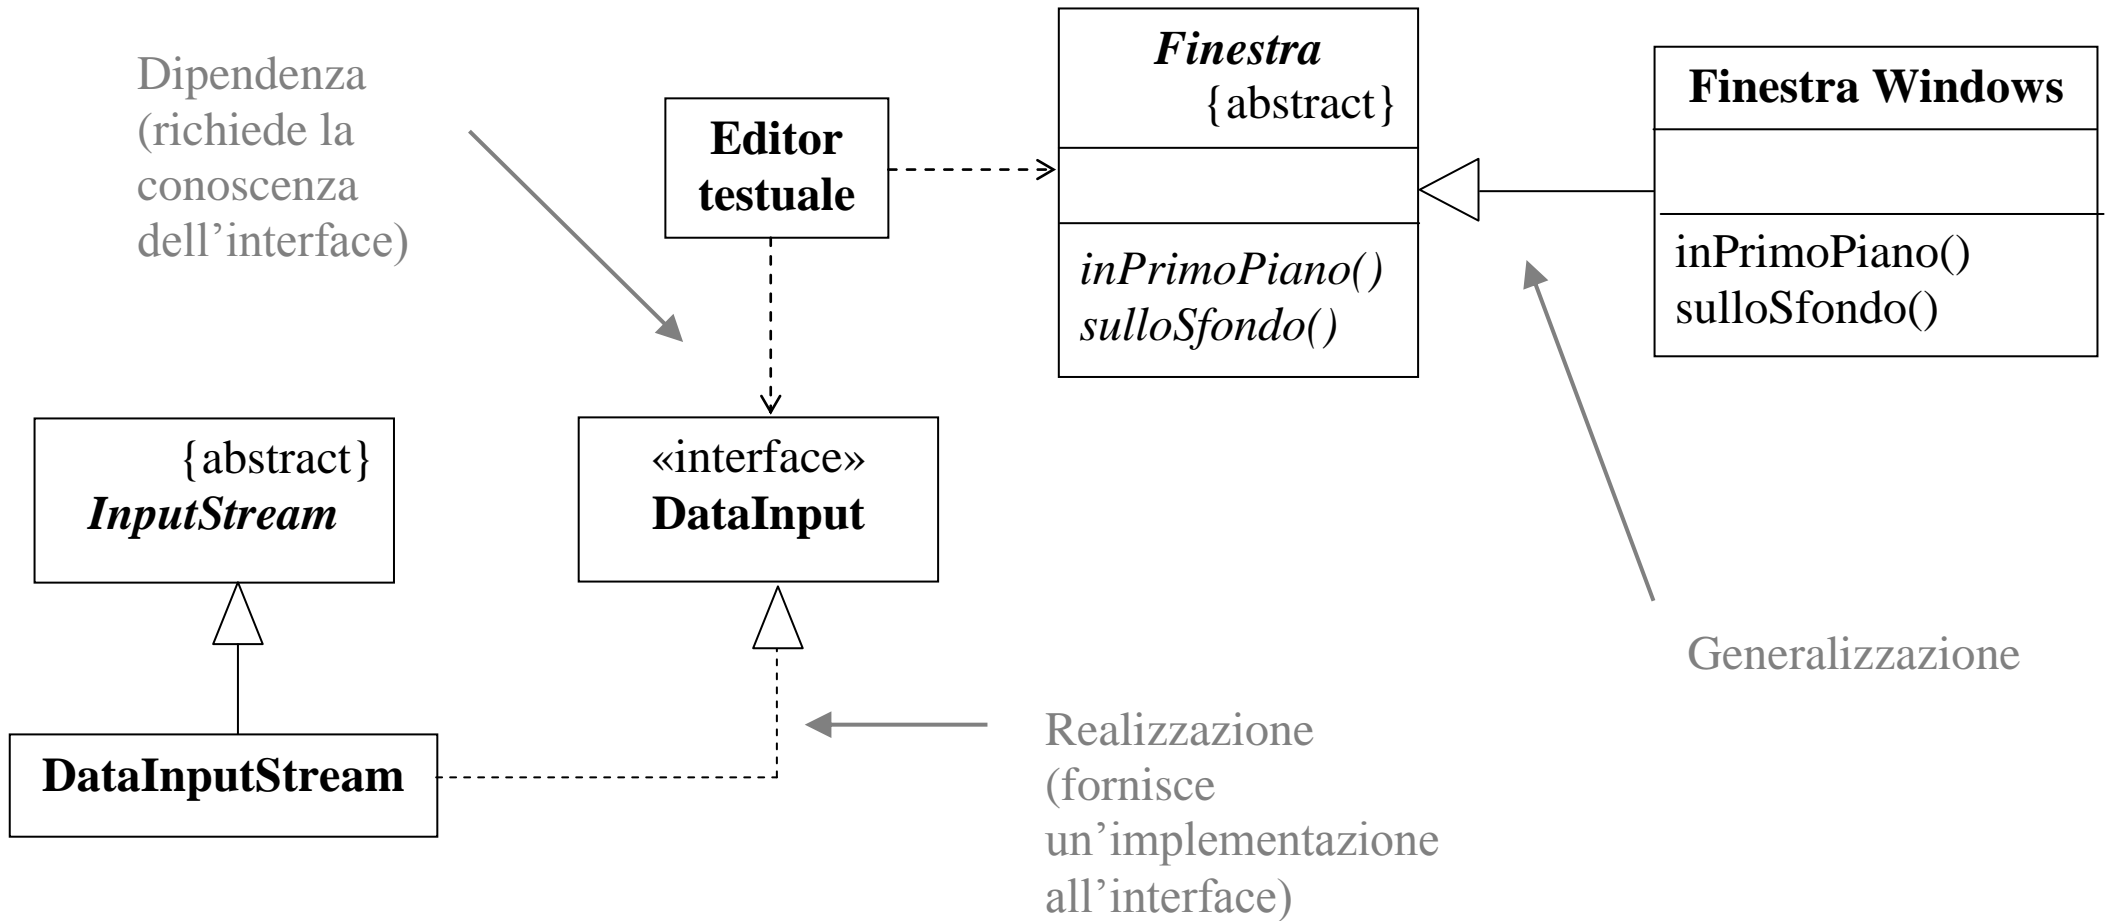 Dipendenza
(richiede la
conoscenza
dell’interface)
Editor
testuale
Finestra
{abstract}
inPrimoPiano()
sulloSfondo()
Finestra Windows
inPrimoPiano()
sulloSfondo()
{abstract}
InputStream
«interface»
DataInput
Generalizzazione
DataInputStream
Realizzazione
(fornisce
un’implementazione
all’interface)